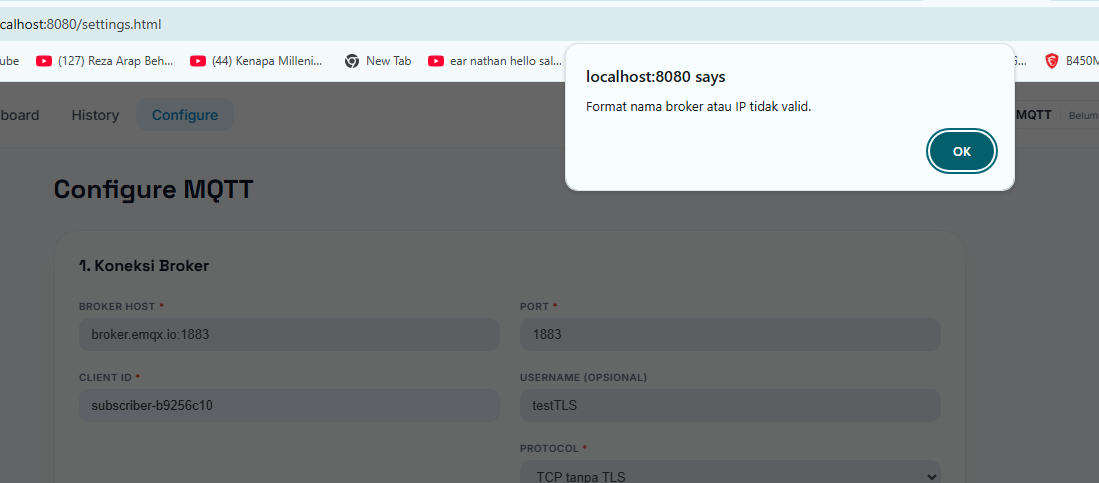 calhost:8080/settings.html
ube (127) Reza Arap Beh... (44) Kenapa Milleni... New Tab ear nathan hello sal... G... B450M
localhost:8080 says
Format nama broker atau IP tidak valid.
OK
board History Configure MQTT Belum
Configure MQTT
1. Koneksi Broker
BROKER HOST * PORT *
broker.emqx.io:1883 1883
CLIENT ID * USERNAME (OPSIONAL)
subscriber-b9256c10 testTLS
PROTOCOL *
TCP tanpa TLS